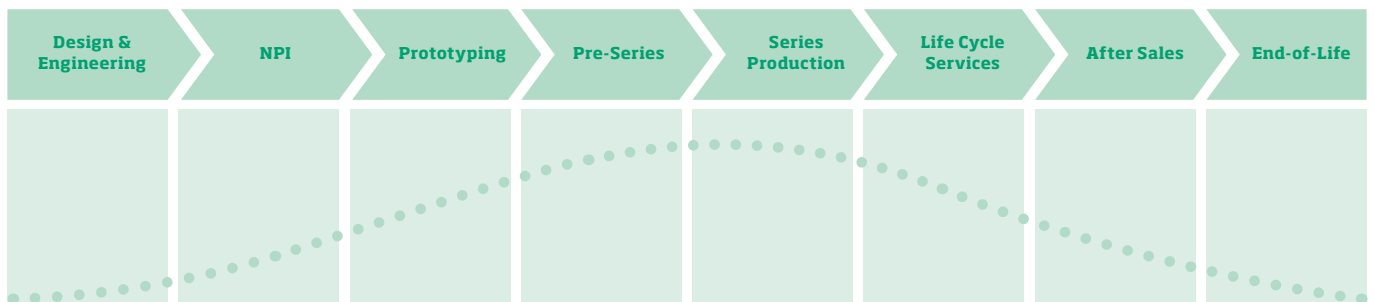 Design &
Engineering
NPI
Prototyping
Pre-Series
Series
Production
Life Cycle
Services
After Sales
End-of-Life